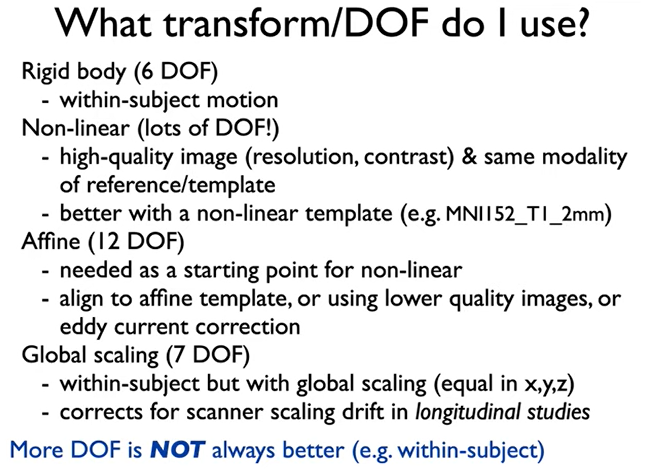 What transform/DOF do I use?
Rigid body (6 DOF)
- within-subject motion
Non-linear (lots of DOF!)
- high-quality image (resolution, contrast) & same modality
of reference/template
- better with a non-linear template (e.g. MNI152_T1_2mm)
Affine (12 DOF)
- needed as a starting point for non-linear
- align to affine template, or using lower quality images, or
eddy current correction
Global scaling (7 DOF)
- within-subject but with global scaling (equal in x,y,z)
- corrects for scanner scaling drift in longitudinal studies
More DOF is NOT always better (e.g. within-subject)